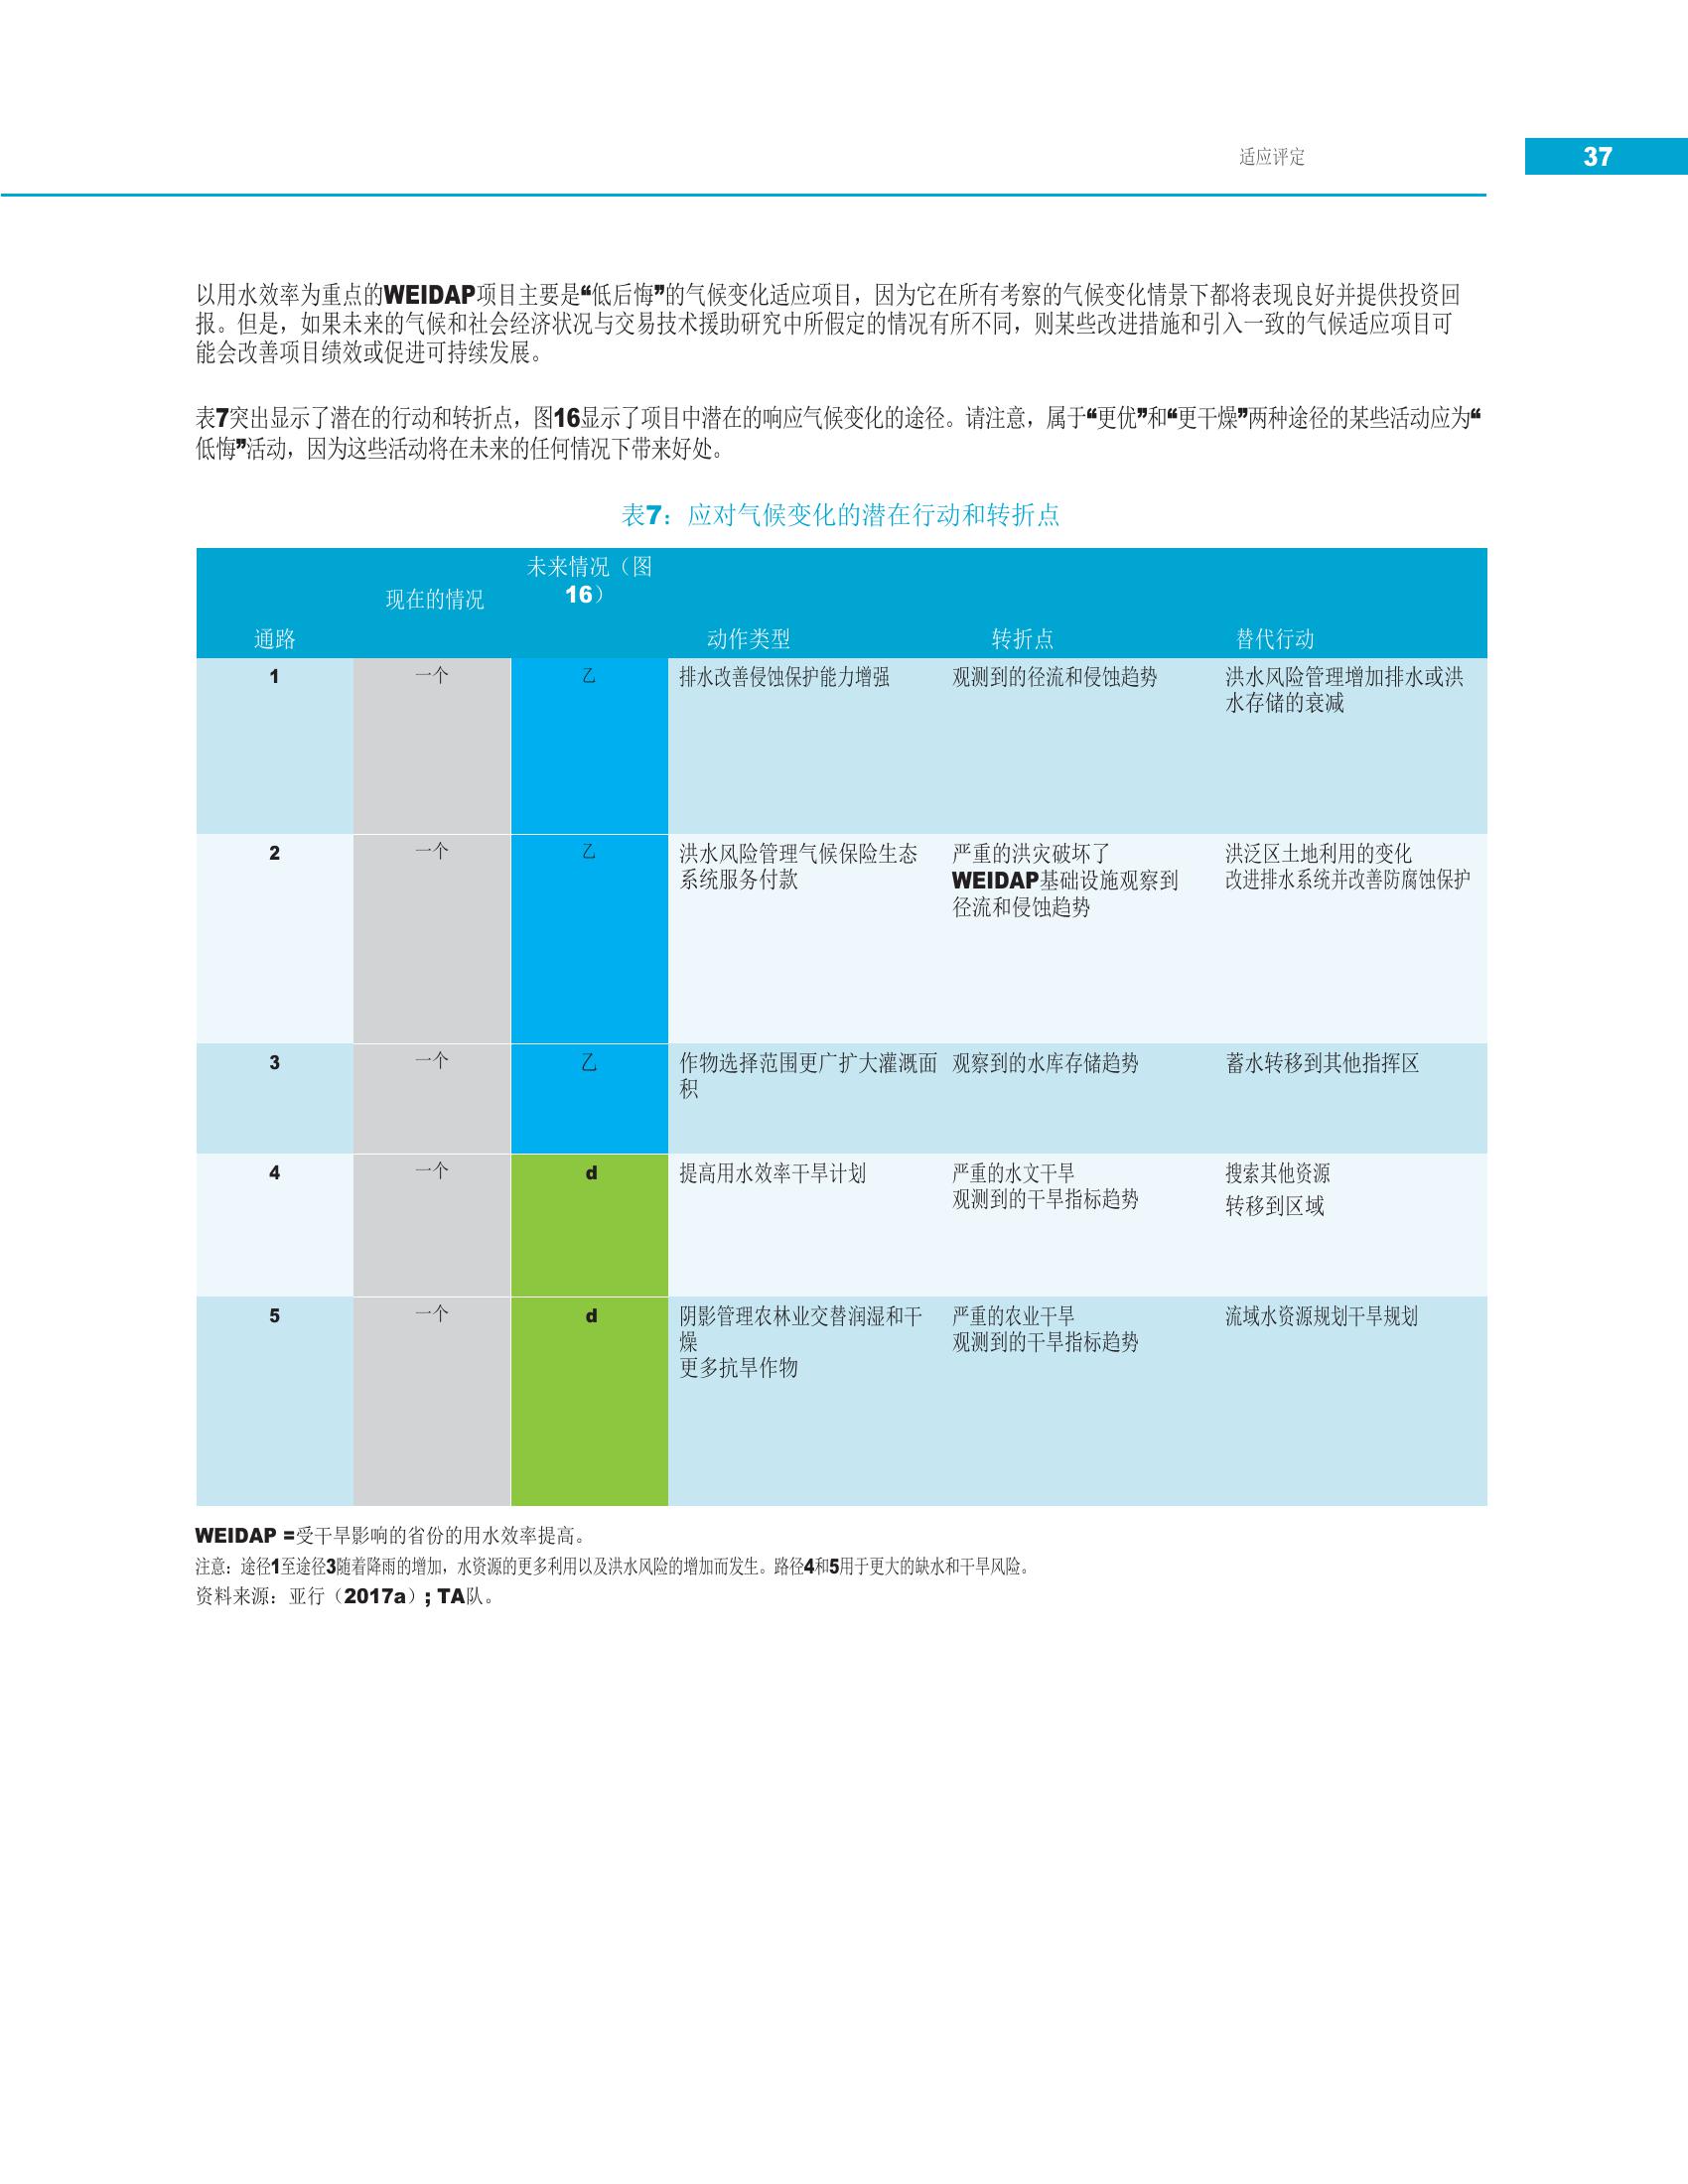 适应评定
37
以用水效率为重点的WEIDAP项目主要是“低后悔”的气候变化适应项目，因为它在所有考察的气候变化情景下都将表现良好并提供投资回
报。但是，如果未来的气候和社会经济状况与交易技术援助研究中所假定的情况有所不同，则某些改进措施和引入一致的气候适应项目可
能会改善项目绩效或促进可持续发展。
表7突出显示了潜在的行动和转折点，图16显示了项目中潜在的响应气候变化的途径。请注意，属于“更优”和“更干燥”两种途径的某些活动应为“
低悔”活动，因为这些活动将在未来的任何情况下带来好处。
表7：应对气候变化的潜在行动和转折点
通路
现在的情况
未来情况（图
16）
动作类型
转折点
替代行动
1
一个
乙
排水改善侵蚀保护能力增强
观测到的径流和侵蚀趋势
洪水风险管理增加排水或洪
水存储的衰减
2
一个
乙
洪水风险管理气候保险生态
系统服务付款
严重的洪灾破坏了
WEIDAP基础设施观察到
径流和侵蚀趋势
洪泛区土地利用的变化
改进排水系统并改善防腐蚀保护
3
一个
乙
作物选择范围更广扩大灌溉面
积
观察到的水库存储趋势
蓄水转移到其他指挥区
4
一个
d
提高用水效率干旱计划
严重的水文干旱
观测到的干旱指标趋势
搜索其他资源
转移到区域
5
一个
d
阴影管理农林业交替润湿和干
燥
更多抗旱作物
严重的农业干旱
观测到的干旱指标趋势
流域水资源规划干旱规划
WEIDAP =受干旱影响的省份的用水效率提高。
注意：途径1至途径3随着降雨的增加，水资源的更多利用以及洪水风险的增加而发生。路径4和5用于更大的缺水和干旱风险。
资料来源：亚行（2017a）; TA队。